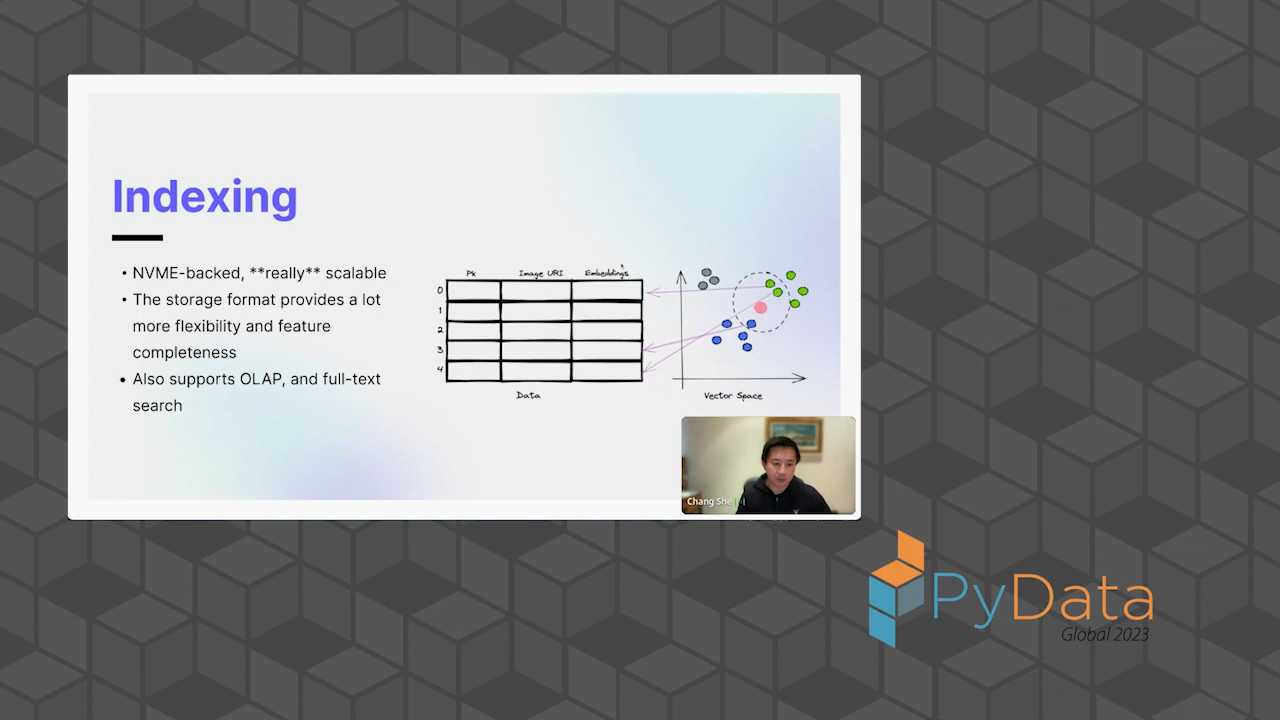 Indexing
• NVME-backed, **really** scalable
• The storage format provides a lot
more flexibility and feature
completeness
• Also supports OLAP, and full-text
search
Pk Image URI Embeddings
0
1
2
3
4
Data
Vector Space
Chang She
PyData
Global 2023